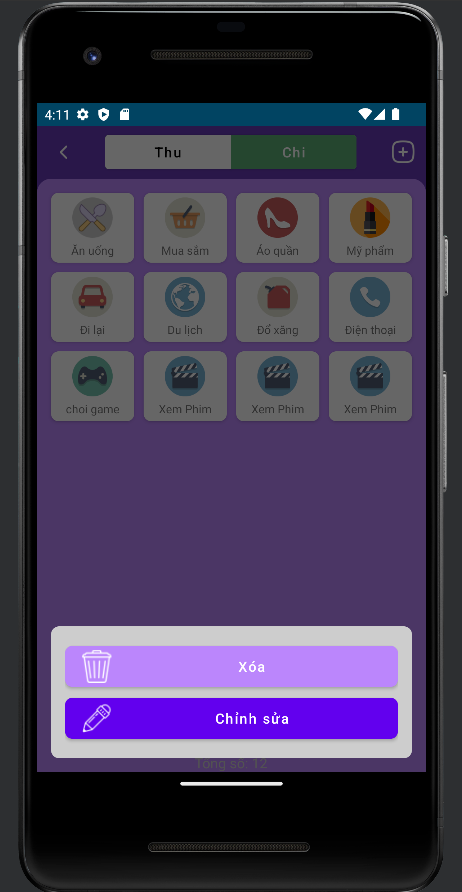 4:11
Thu
Chi
Ăn uống
Mua sắm
Áo quần
Mỹ phẩm
Đi lại
Du lịch
Đổ xăng
Điện thoại
choi game
Xem Phim
Xem Phim
Xem Phim
Xóa
Chỉnh sửa
Tổng số: 12